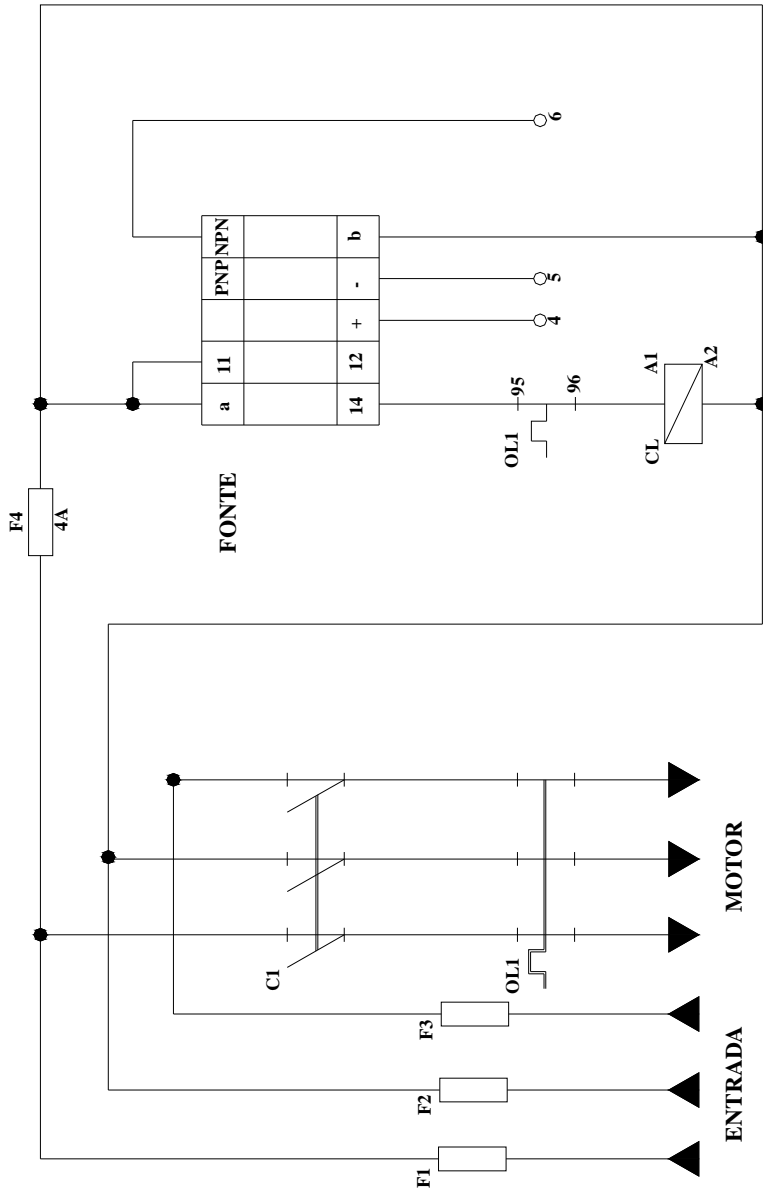 F4
4A
FONTE
a
11
PNP
NPN
14
12
+
-
b
95
96
OL1
4
5
6
CL
A1
A2
C1
OL1
F1
F2
F3
ENTRADA
MOTOR